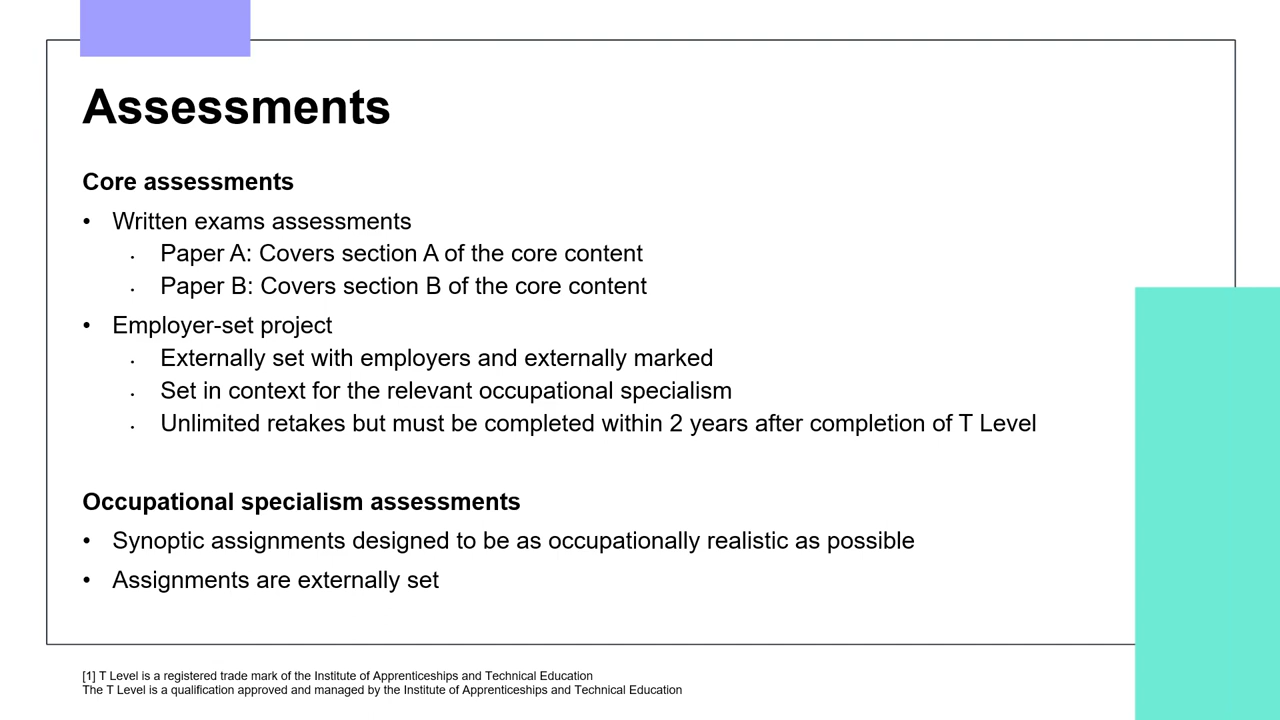 Assessments
Core assessments
• Written exams assessments
• Paper A: Covers section A of the core content
• Paper B: Covers section B of the core content
• Employer-set project
• Externally set with employers and externally marked
• Set in context for the relevant occupational specialism
• Unlimited retakes but must be completed within 2 years after completion of T Level
Occupational specialism assessments
• Synoptic assignments designed to be as occupationally realistic as possible
• Assignments are externally set
[1] T Level is a registered trade mark of the Institute of Apprenticeships and Technical Education
The T Level is a qualification approved and managed by the Institute of Apprenticeships and Technical Education